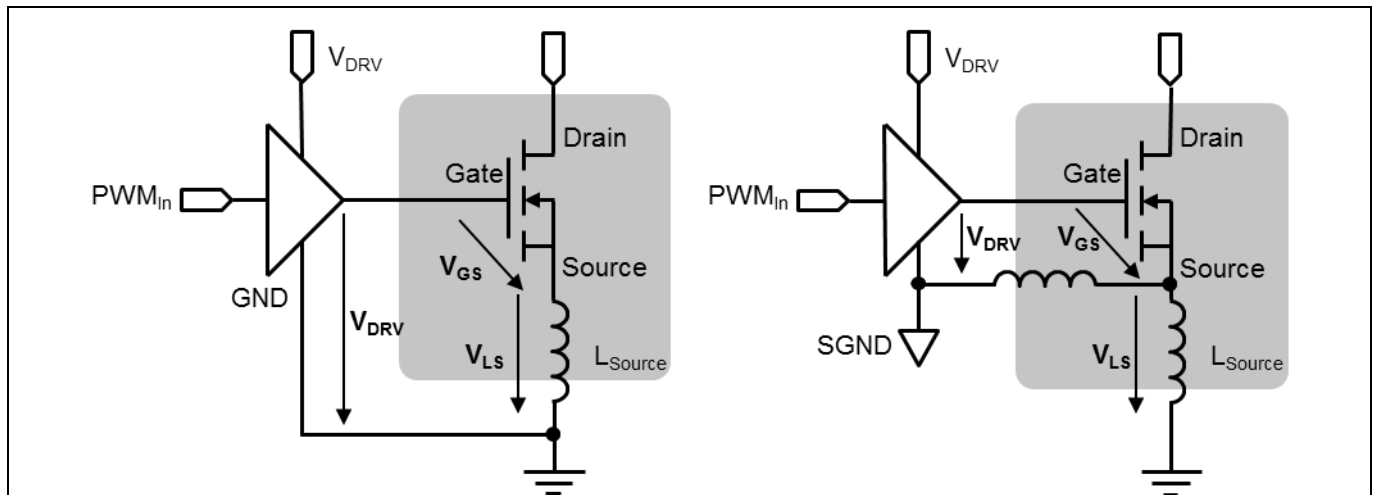 V_DRV
Drain
Gate
PWM_In
V_GS
Source
GND
V_DRV
V_LS
L_Source
V_DRV
Drain
Gate
PWM_In
V_DRV
V_GS
Source
SGND
V_LS
L_Source